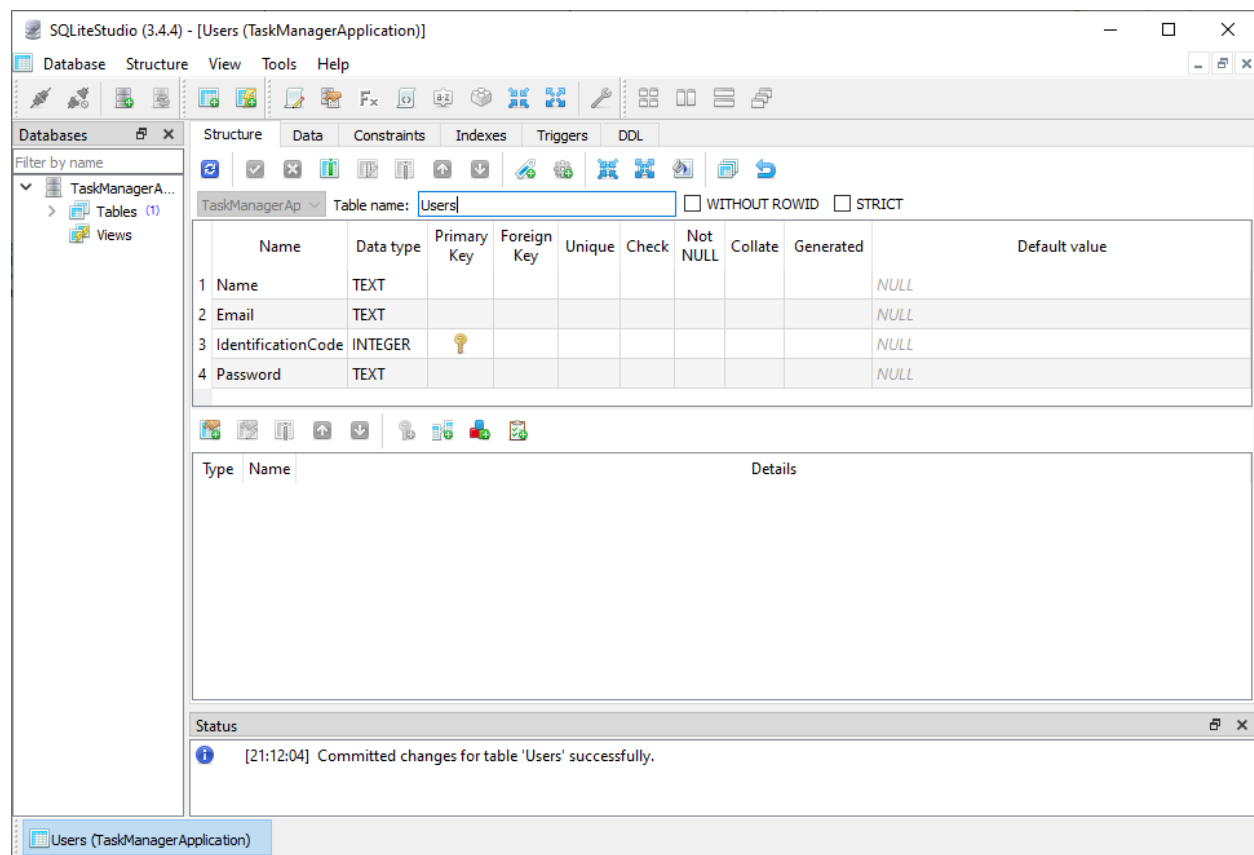 SQLiteStudio (3.4.4) - [Users (TaskManagerApplication)]
Database Structure View Tools Help
Databases
Filter by name
TaskManagerA...
Tables (1)
Views
Structure Data Constraints Indexes Triggers DDL
TaskManagerAp Table name: Users WITHOUT ROWID STRICT
Name Data type Primary Key Foreign Key Unique Check Not NULL Collate Generated Default value
1 Name TEXT NULL
2 Email TEXT NULL
3 IdentificationCode INTEGER NULL
4 Password TEXT NULL
Type Name Details
Status
[21:12:04] Committed changes for table 'Users' successfully.
Users (TaskManagerApplication)